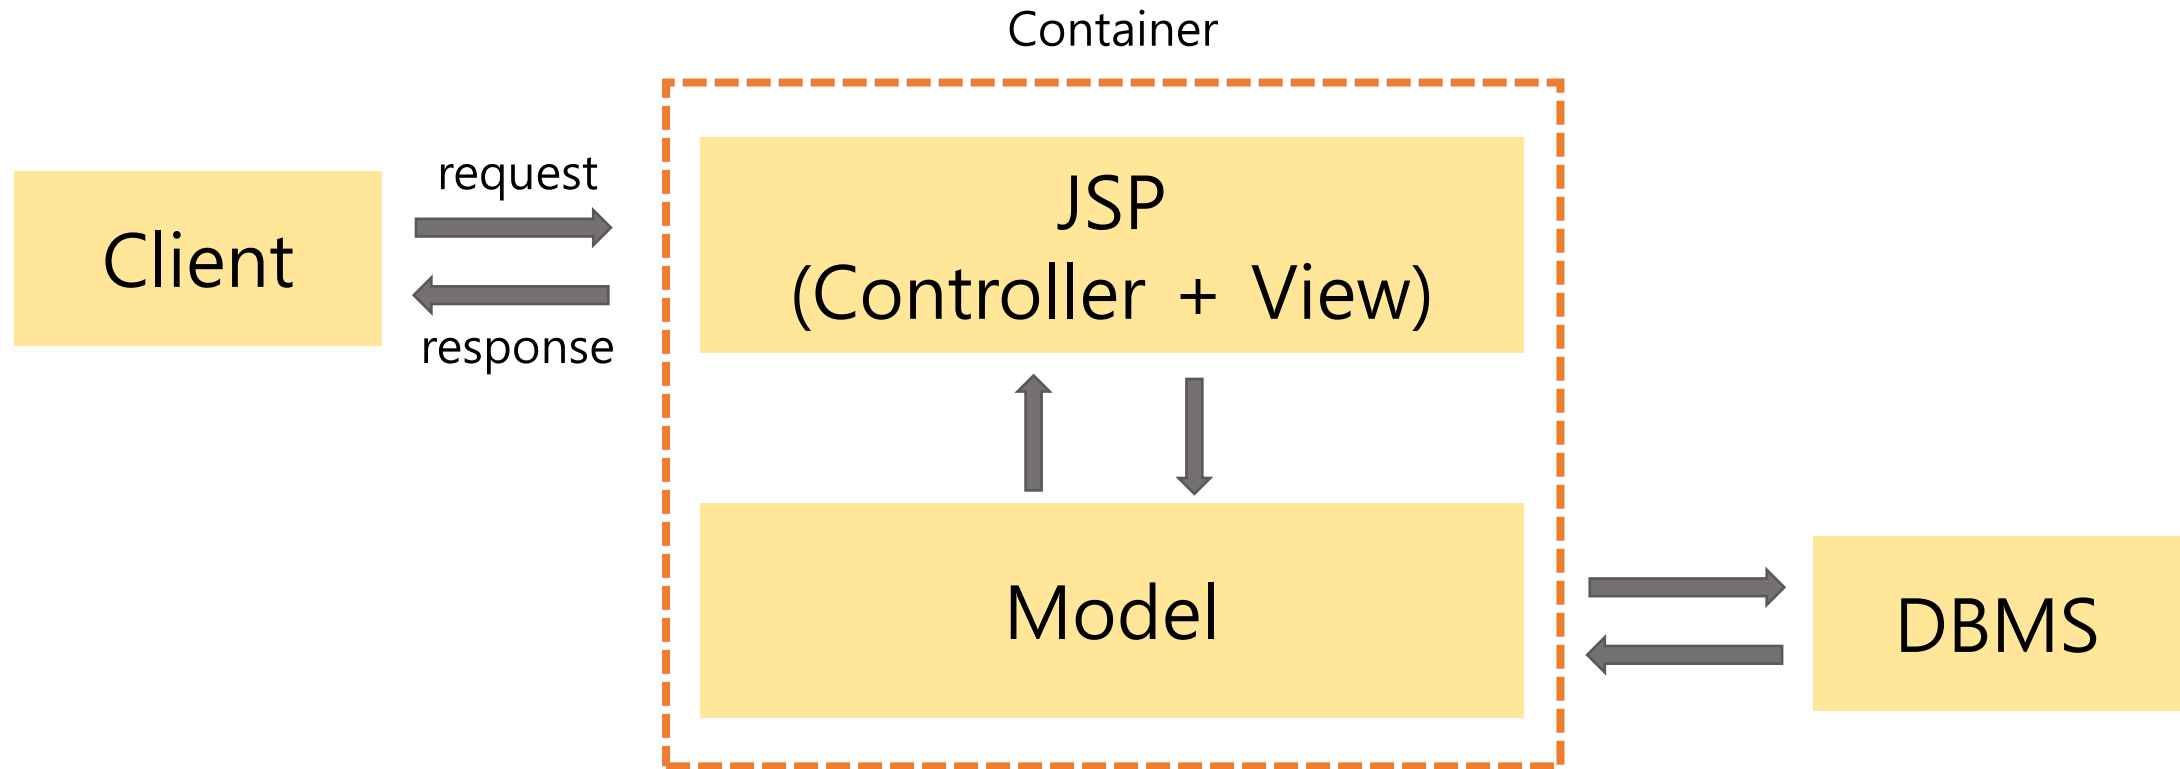 Container
request
Client
response
JSP
(Controller + View)
Model
DBMS